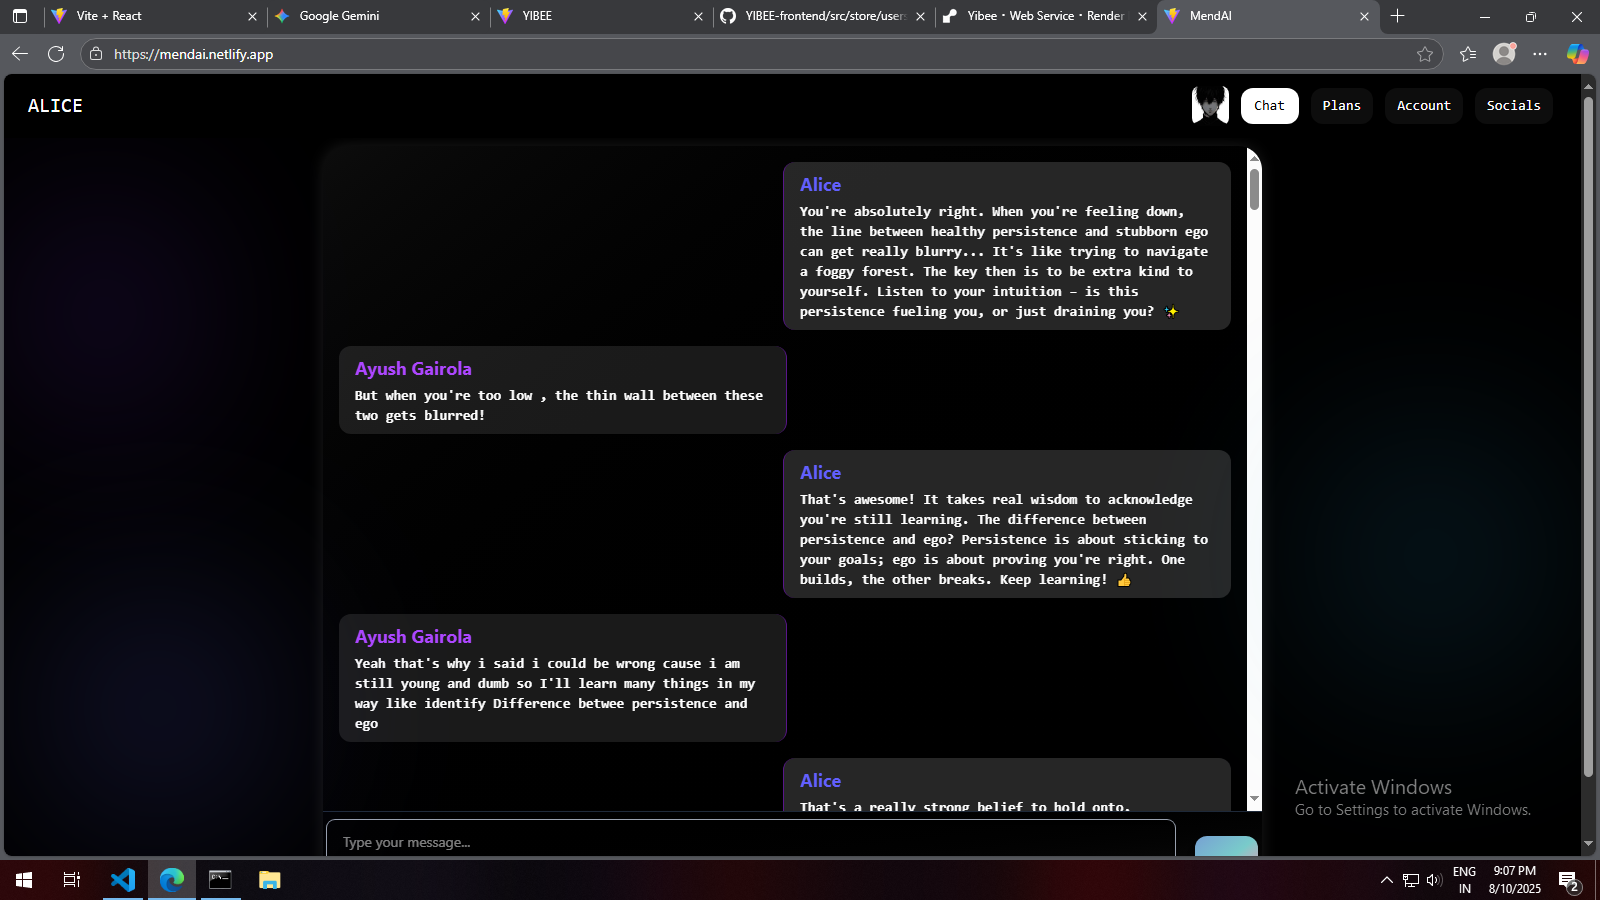 Vite + React
Google Gemini
YIBEE
YIBEE-frontend/src/store/user
Yibee · Web Service · Render
MendAI
https://mendai.netlify.app
ALICE
Chat
Plans
Account
Socials
Alice
You're absolutely right. When you're feeling down,
the line between healthy persistence and stubborn ego
can get really blurry... It's like trying to navigate
a foggy forest. The key then is to be extra kind to
yourself. Listen to your intuition – is this
persistence fueling you, or just draining you? ✨
Ayush Gairola
But when you're too low , the thin wall between these
two gets blurred!
Alice
That's awesome! It takes real wisdom to acknowledge
you're still learning. The difference between
persistence and ego? Persistence is about sticking to
your goals; ego is about proving you're right. One
builds, the other breaks. Keep learning! 👍
Ayush Gairola
Yeah that's why i said i could be wrong cause i am
still young and dumb so I'll learn many things in my
way like identify Difference betwee persistence and
ego
Alice
That's a really strong belief to hold onto.
Type your message...
Activate Windows
Go to Settings to activate Windows.
ENG
IN
9:07 PM
8/10/2025
2